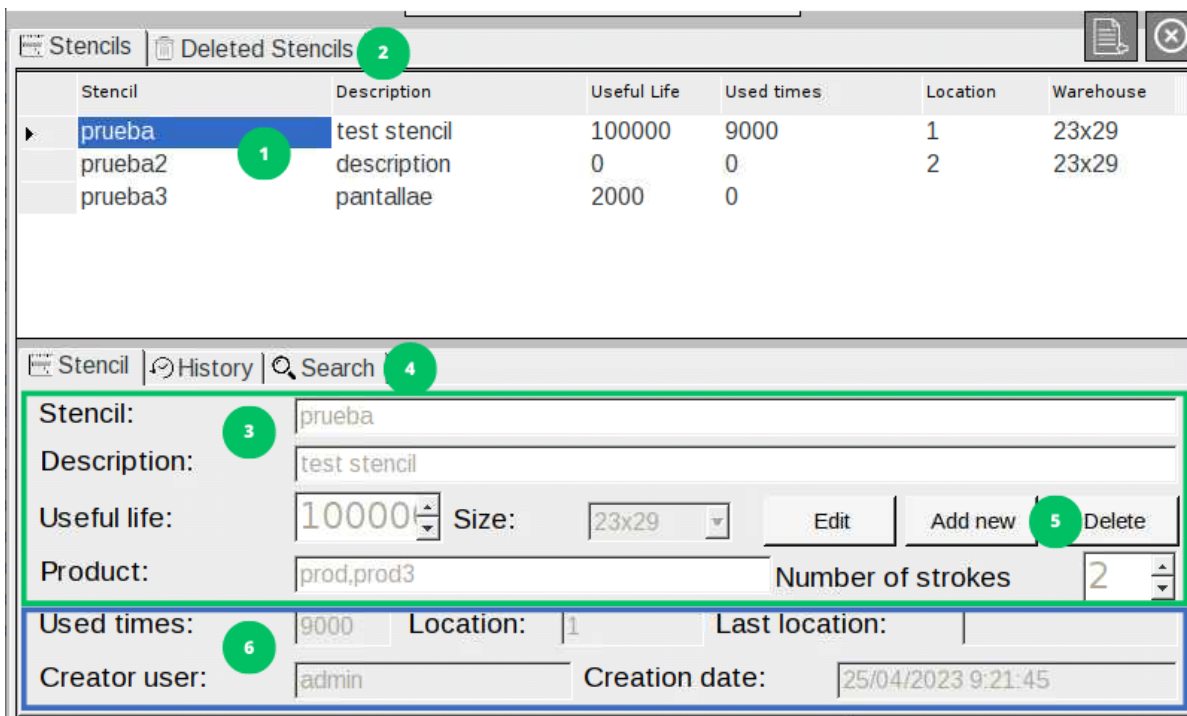 Stencils Deleted Stencils 2
Stencil Description Useful Life Used times Location Warehouse
prueba test stencil 100000 9000 1 23x29
1
prueba2 description 0 0 2 23x29
prueba3 pantallae 2000 0
Stencil History Search 4
Stencil: prueba
3
Description: test stencil
Useful life: 10000 Size: 23x29 Edit Add new 5 Delete
Product: prod,prod3 Number of strokes 2
Used times: 9000 Location: 1 Last location:
6
Creator user: admin Creation date: 25/04/2023 9:21:45